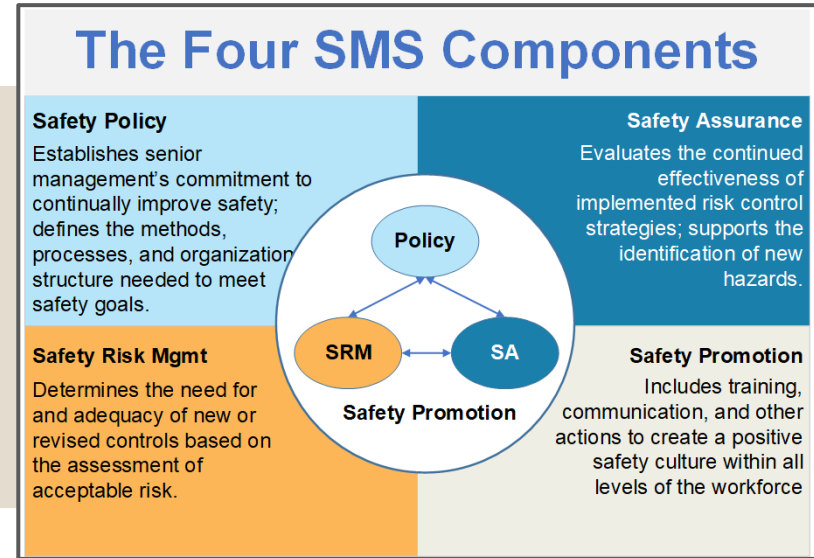 The Four SMS Components
Safety Policy
Establishes senior
management's commitment to
continually improve safety;
defines the methods,
processes, and organization
structure needed to meet
safety goals.
Safety Assurance
Evaluates the continued
effectiveness of
implemented risk control
strategies; supports the
identification of new
hazards.
Policy
SRM
SA
Safety Promotion
Safety Risk Mgmt
Determines the need for
and adequacy of new or
revised controls based on
the assessment of
acceptable risk.
Safety Promotion
Includes training,
communication, and other
actions to create a positive
safety culture within all
levels of the workforce